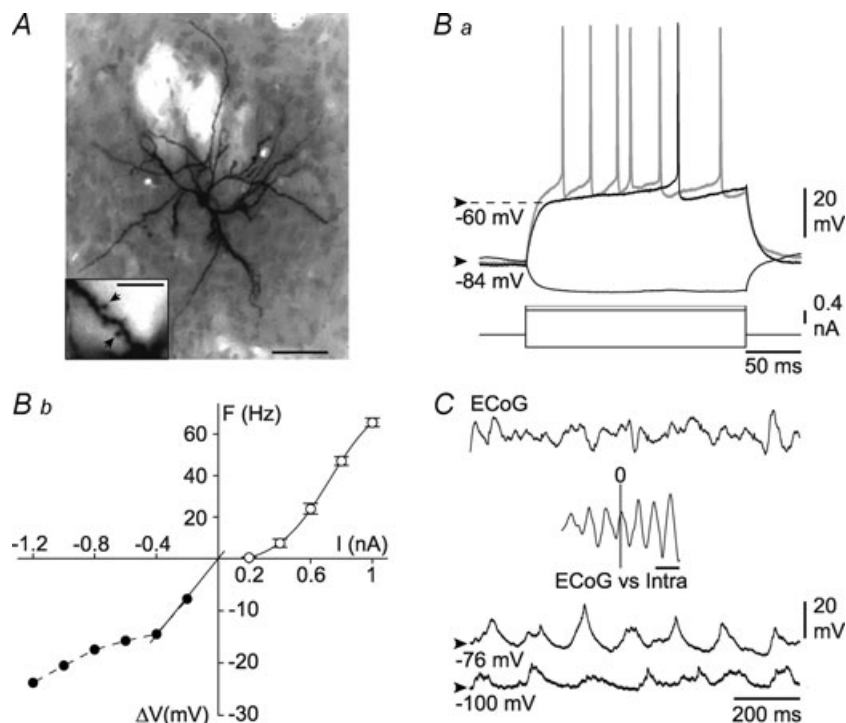 A
B a
-60 mV
-84 mV
20
mV
0.4
nA
50 ms
B b
F (Hz)
60
40
20
-1.2 -0.8 -0.4
I (nA)
0.2 0.6 1
-10
-20
-30
ΔV(mV)
C
ECoG
0
ECoG vs Intra
20
mV
-76 mV
-100 mV
200 ms